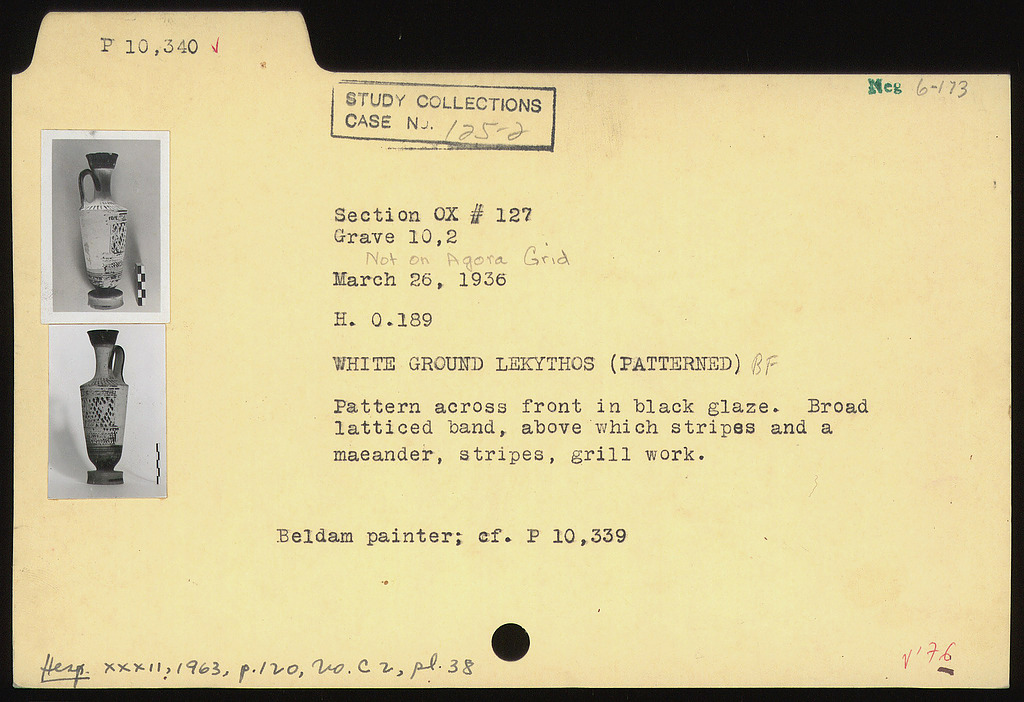 P 10,340 ✓
Neg 6-173
STUDY COLLECTIONS
CASE NO. 125-2
Section OX # 127
Grave 10,2
Not on Agora Grid
March 26, 1936
H. 0.189
WHITE GROUND LEKYTHOS (PATTERNED) BF
Pattern across front in black glaze. Broad
latticed band, above which stripes and a
maeander, stripes, grill work.
Beldam painter; cf. P 10,339
Hesp. XXXII, 1963, p.120, no. C 2, pl. 38
√'76